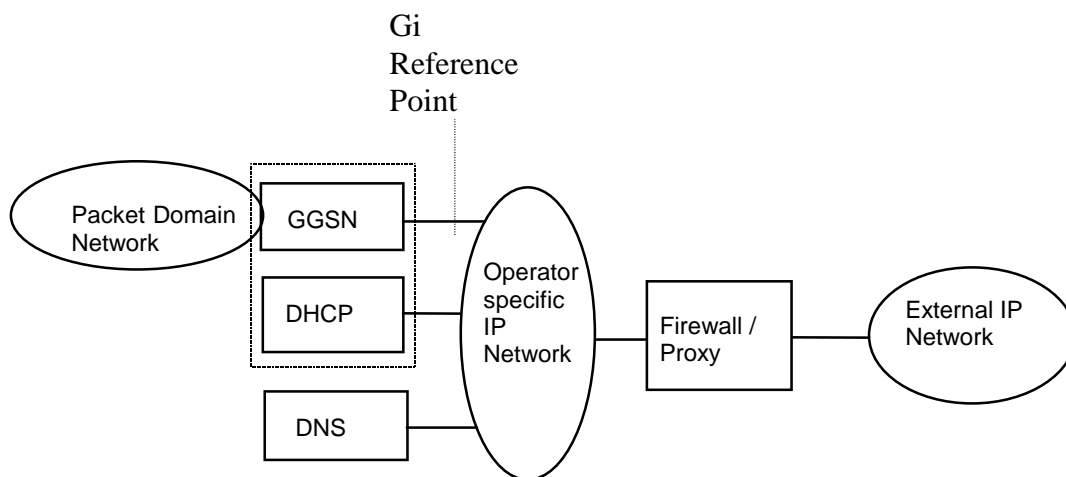 Gi
Reference
Point
Packet Domain
Network
GGSN
DHCP
DNS
Operator
specific
IP
Network
Firewall /
Proxy
External IP
Network